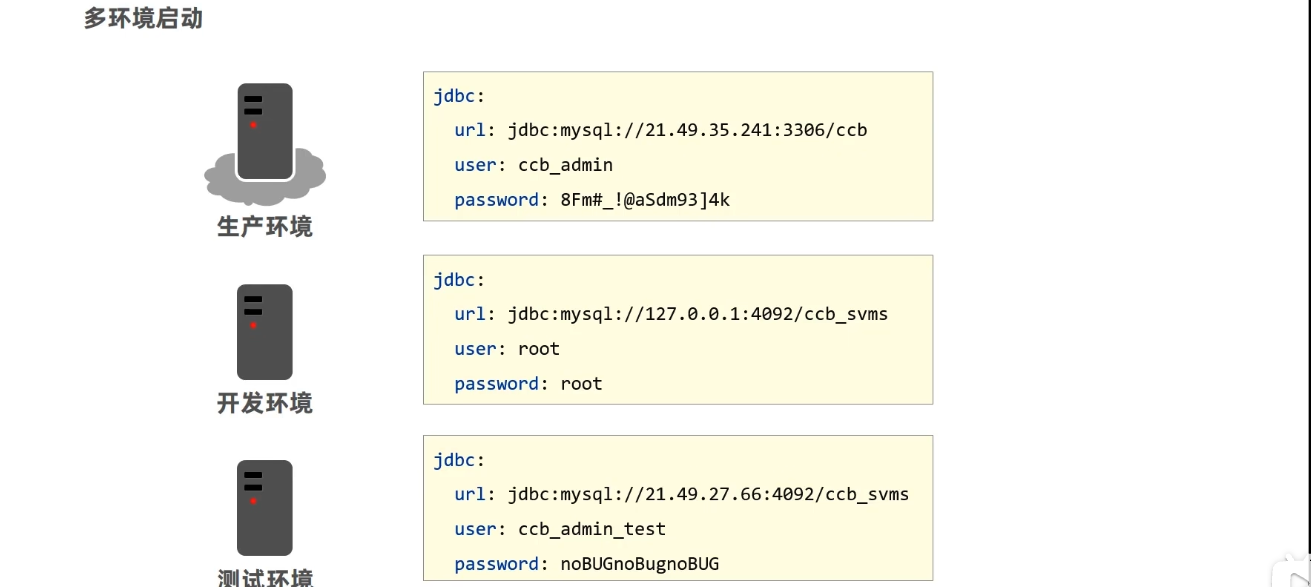 多环境启动
jdbc:
url: jdbc:mysql://21.49.35.241:3306/ccb
user: ccb_admin
password: 8Fm#_!@aSdm93]4k
生产环境
jdbc:
url: jdbc:mysql://127.0.0.1:4092/ccb_svms
user: root
password: root
开发环境
jdbc:
url: jdbc:mysql://21.49.27.66:4092/ccb_svms
user: ccb_admin_test
password: noBUGnoBugnoBUG
测试环境